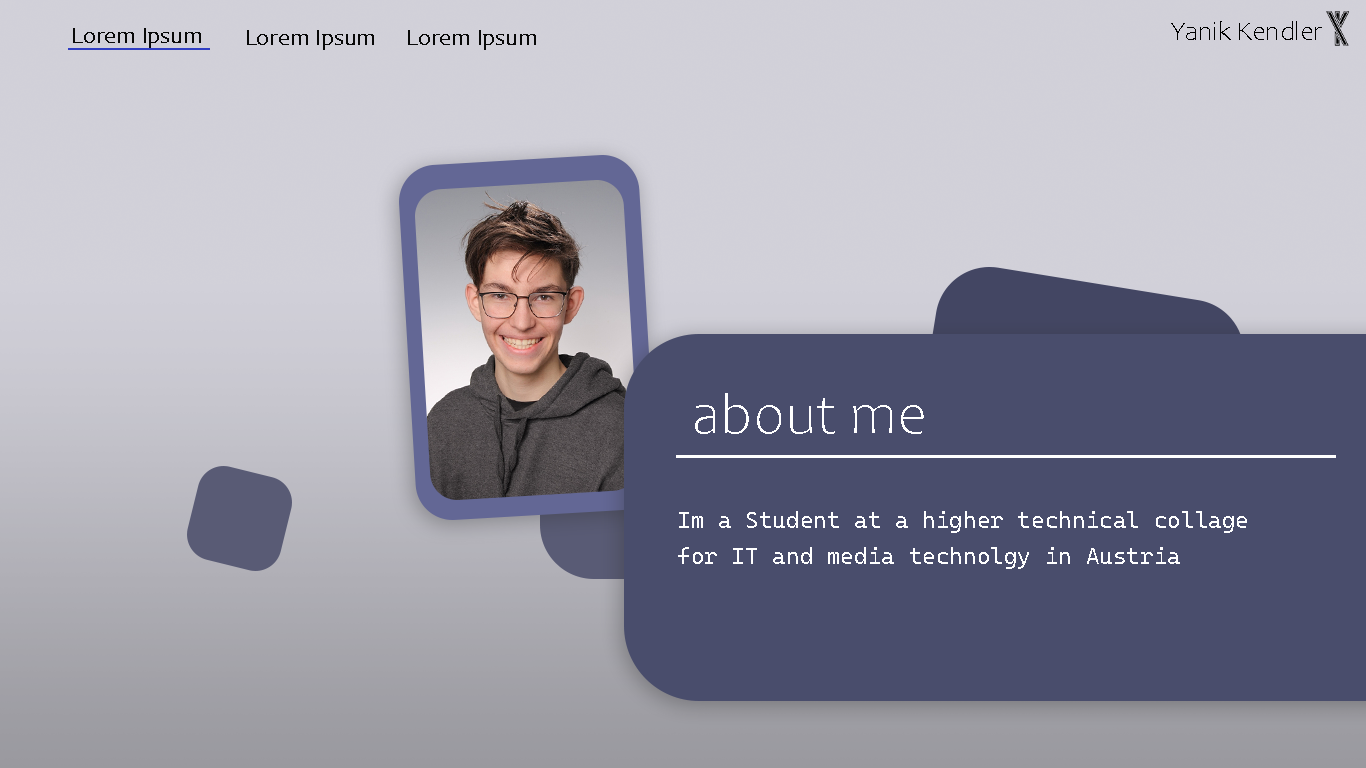 Lorem Ipsum Lorem Ipsum Lorem Ipsum
Yanik Kendler
about me
Im a Student at a higher technical collage
for IT and media technolgy in Austria